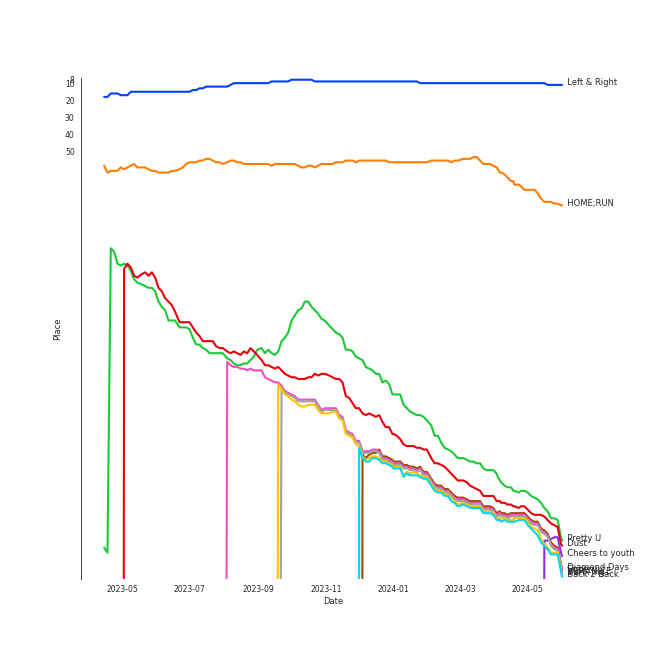 8
10
20
30
40
50
Place
Left & Right
HOME;RUN
Pretty U
Dust
Cheers to youth
Diamond Days
Back 2 Back
2023-05
2023-07
2023-09
2023-11
2024-01
2024-03
2024-05
Date